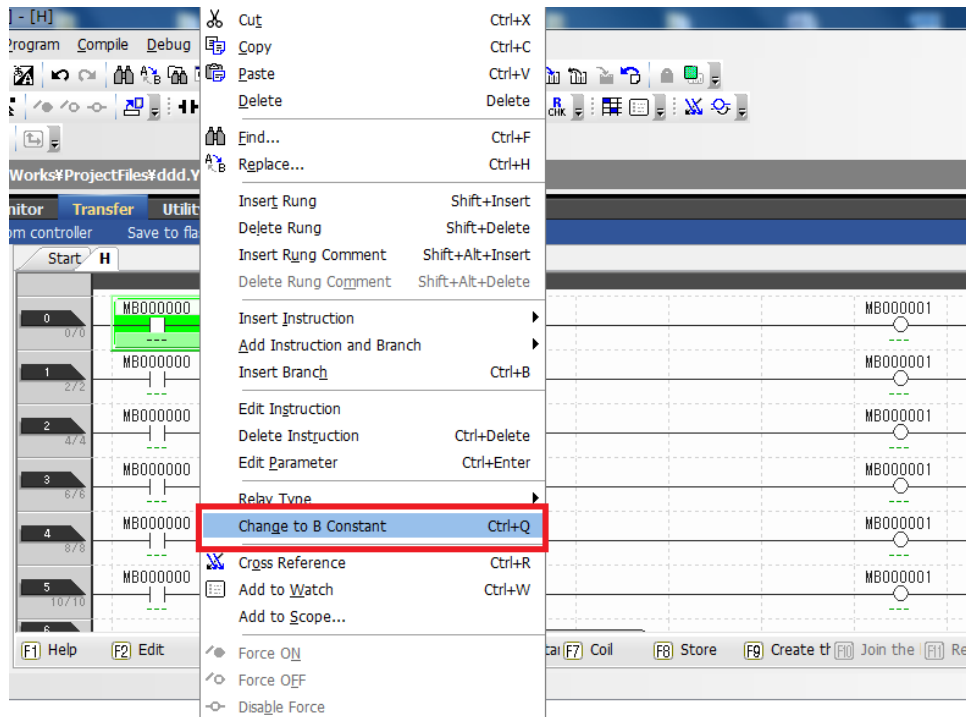 ] - [H]
Program Compile Debug
Works¥ProjectFiles¥ddd.Y
Transfer
controller Save to
Start H
Cut Ctrl+X
Copy Ctrl+C
Paste Ctrl+V
Delete Delete
Find... Ctrl+F
Replace... Ctrl+H
Insert Rung Shift+Insert
Delete Rung Shift+Delete
Insert Rung Comment Shift+Alt+Insert
Delete Rung Comment Shift+Alt+Delete
Insert Instruction
Add Instruction and Branch
Insert Branch Ctrl+B
Edit Instruction
Delete Instruction Ctrl+Delete
Edit Parameter Ctrl+Enter
Relay Type
Change to B Constant Ctrl+Q
Cross Reference Ctrl+R
Add to Watch Ctrl+W
Add to Scope...
Force ON
Force OFF
Disable Force
CHK
0 0/0 MB000000 --- MB000001 ---
1 2/2 MB000000 --- MB000001 ---
2 4/4 MB000000 --- MB000001 ---
3 6/6 MB000000 --- MB000001 ---
4 8/8 MB000000 --- MB000001 ---
5 10/10 MB000000 --- MB000001 ---
6
F1 Help F2 Edit F7 Coil F8 Store F9 Create F10 Join the F11 Re